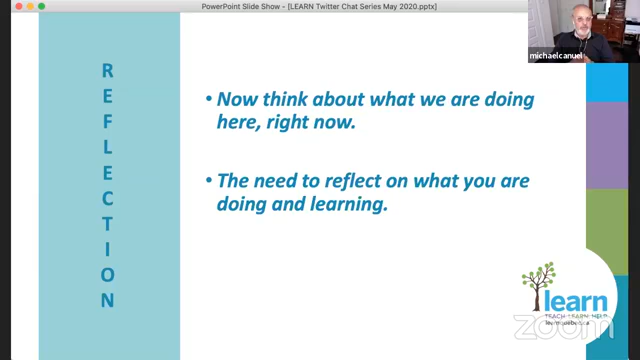 PowerPoint Slide Show - [LEARN Twitter Chat Series May 2020.pptx]
michaelcanuel
R
E
F
L
E
C
T
I
O
N
• Now think about what we are doing
here, right now.
• The need to reflect on what you are
doing and learning.
learn
TEACH. LEARN. HELP.
learnquebec.ca
zoom